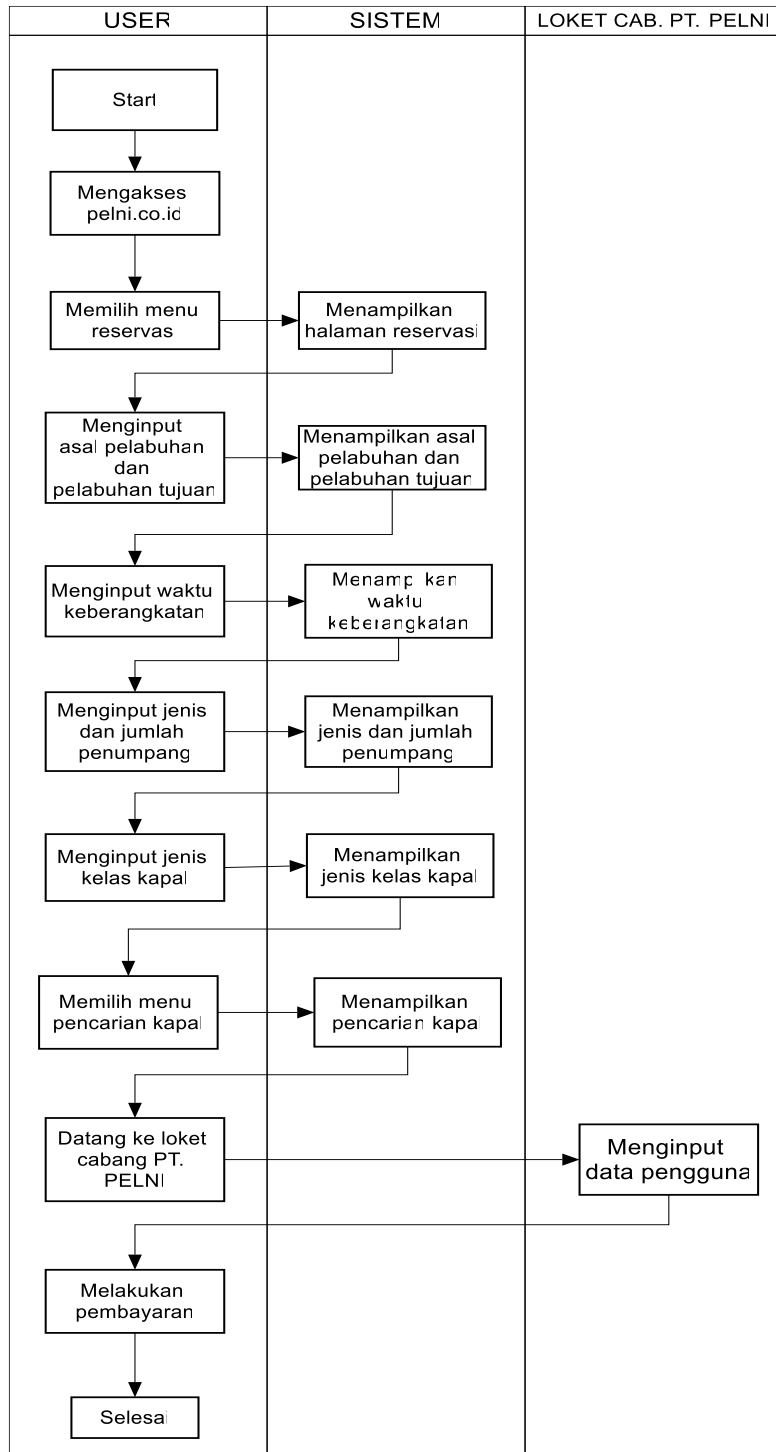 USER
SISTEM
LOKET CAB. PT. PELNI
Start
Mengakses
pelni.co.id
Memilih menu
reservas
Menampilkan
halaman reservasi
Menginput
asal pelabuhan
dan
pelabuhan tujuan
Menampilkan asal
pelabuhan dan
pelabuhan tujuan
Menginput waktu
keberangkatan
Menamp kan
waktu
keberangkatan
Menginput jenis
dan jumlah
penumpang
Menampilkan
jenis dan jumlah
penumpang
Menginput jenis
kelas kapal
Menampilkan
jenis kelas kapal
Memilih menu
pencarian kapal
Menampilkan
pencarian kapal
Datang ke loket
cabang PT.
PELNI
Menginput
data pengguna
Melakukan
pembayaran
Selesai